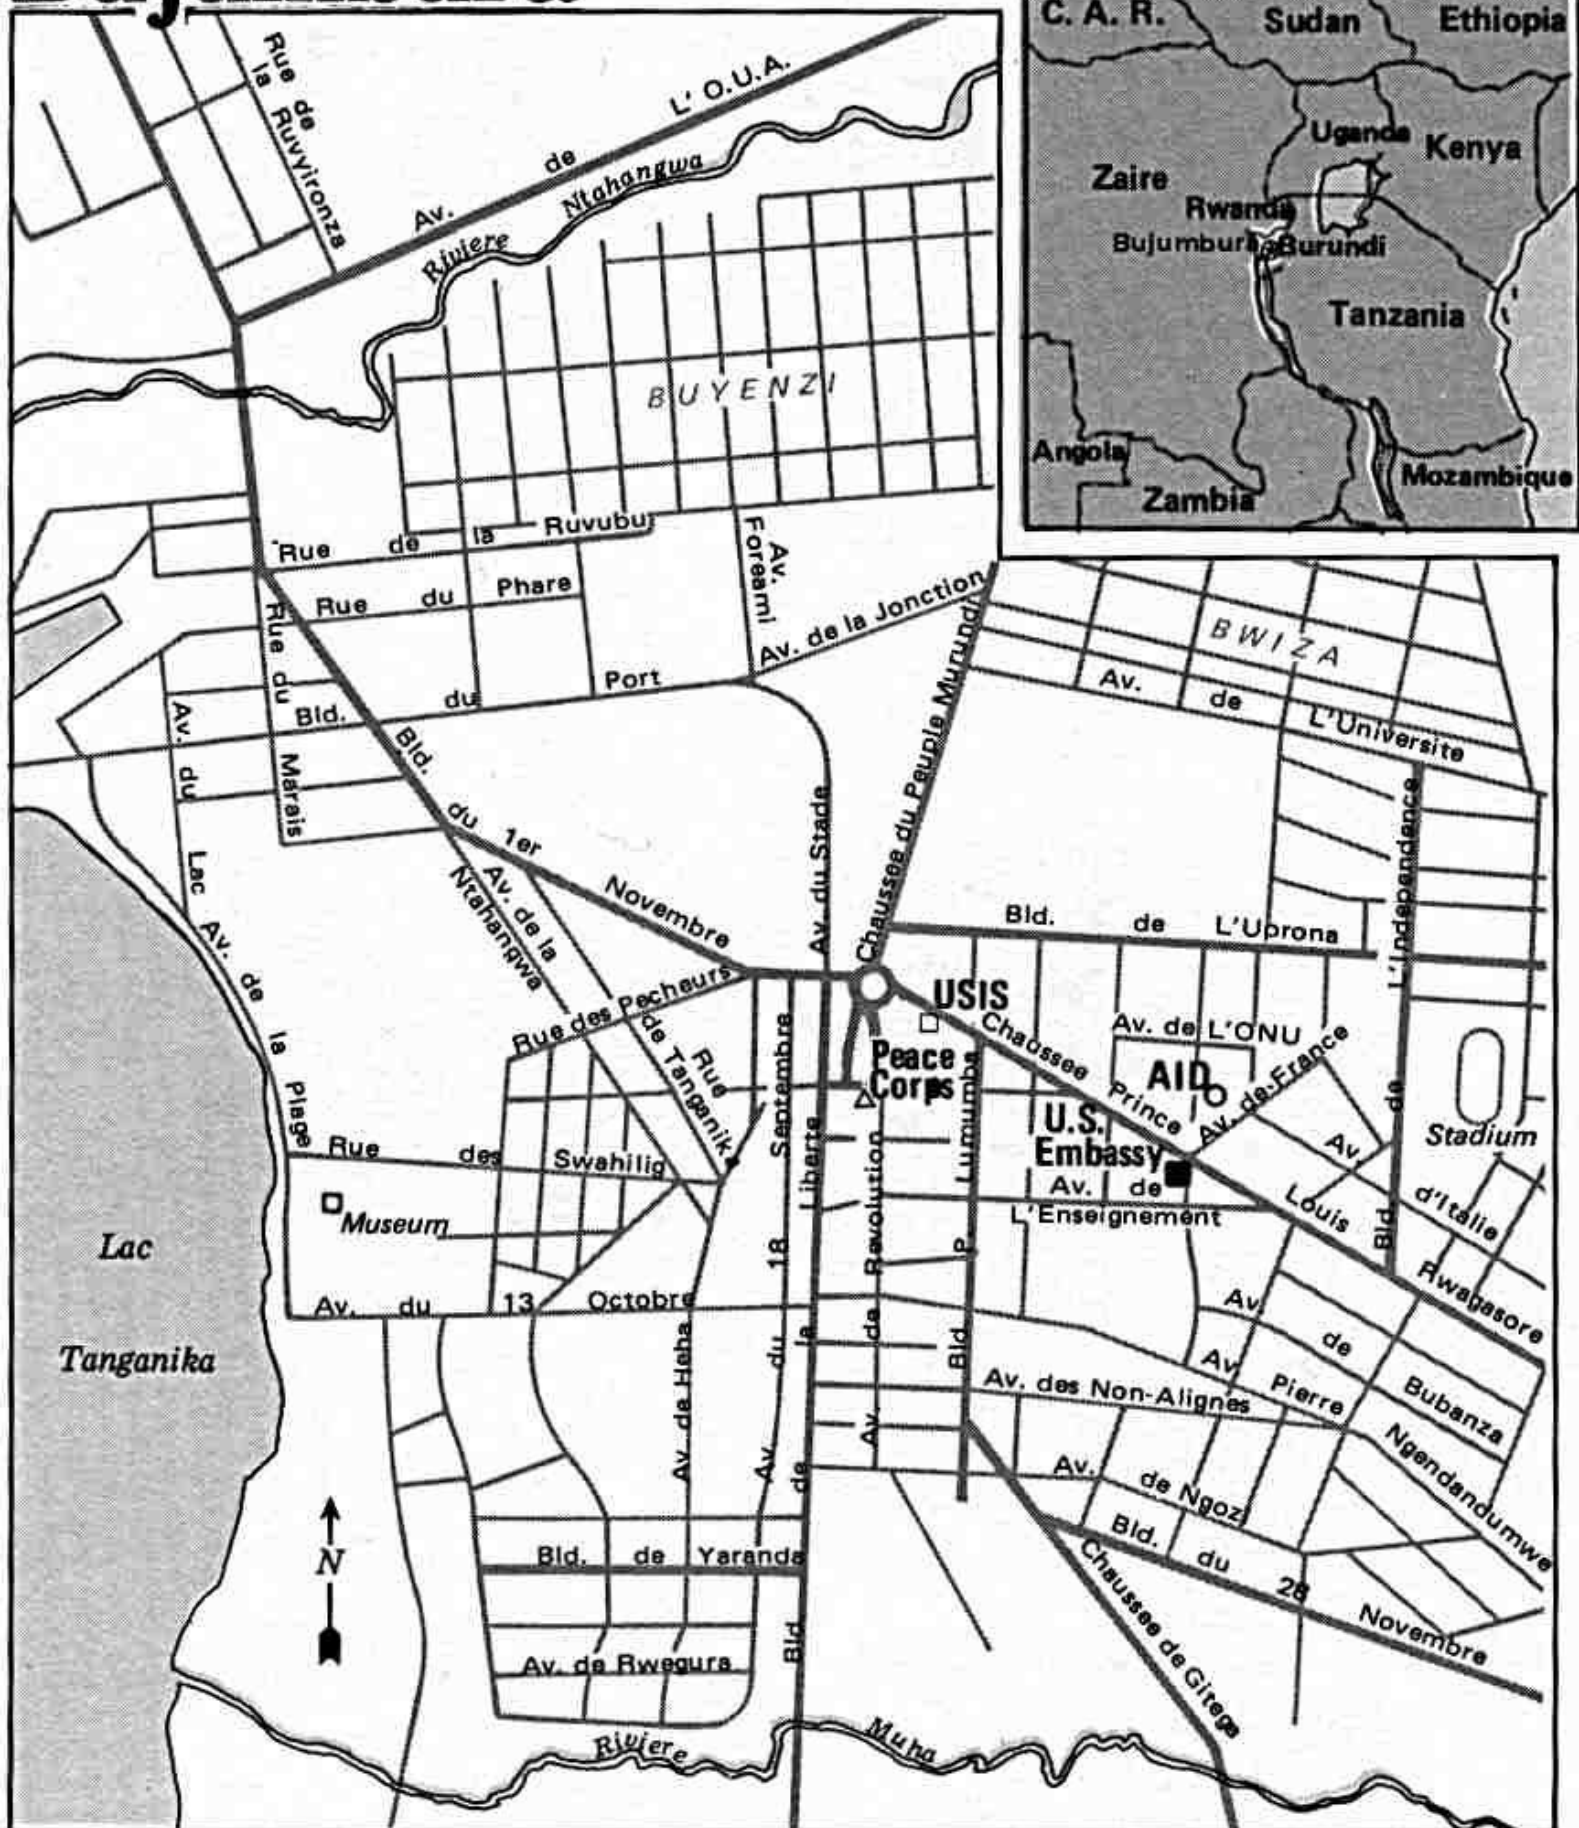 C. A. R.
Sudan
Ethiopia
Uganda
Kenya
Zaire
Rwanda
Bujumbura
Burundi
Tanzania
Angola
Zambia
Mozambique
Rue de
la Ruvyironza
Av. de L' O.U.A.
Riviere Ntahangwa
BUYENZI
Rue de la Ruvubu
Rue du Phare
Av.
Foreami
Av. de la Jonction
Bld. du Port
Rue du Marais
Av. du Lac
Av. de la Plage
Bld. du 1er Novembre
Av. de la
Ntahangwa
Av. du Stade
Chaussee du Peuple Murundi
BWIZA
Av. de L'Universite
Bld. de L'Uprona
Bld. de L'Independence
Rue des Pecheurs
Rue
de Tanganik
USIS
Peace
Corps
Chaussee Prince Louis Rwagasore
Av. de L'ONU
AID
Av. de France
U.S.
Embassy
Av. de
L'Enseignement
Av. d'Italie
Stadium
Rue des Swahilig
Museum
Lac
Tanganika
Av. du 13 Octobre
Av. du 18 Septembre
Bld. de la Liberte
Av. de Revolution
Bld. P. Lumumba
Av. de Heha
Av. des Non-Alignes
Av. Pierre Ngendandumwe
Av. de Bubanza
Av. de Ngozi
Bld. du 28 Novembre
Chaussee de Gitega
N
Bld. de Yaranda
Av. de Rwegura
Riviere Muha